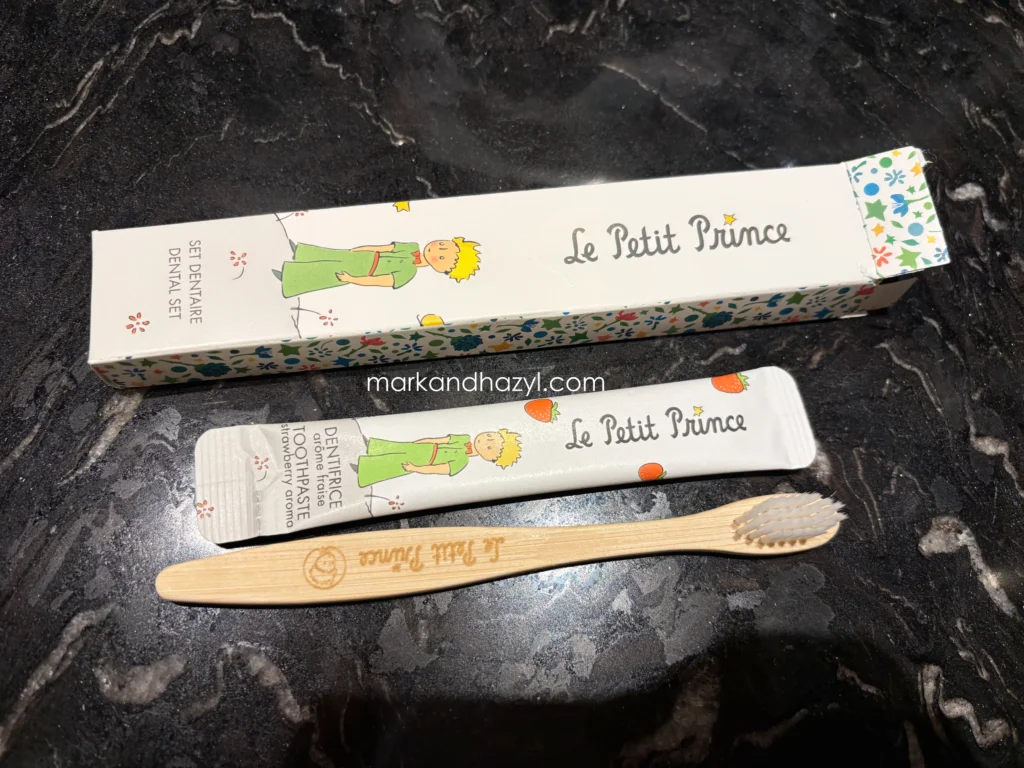 SET DENTAIRE
DENTAL SET
Le Petit Prince
markandhazyl.com
DENTIFRICE
arôme fraise
TOOTHPASTE
strawberry aroma
Le Petit Prince
Le Petit Prince